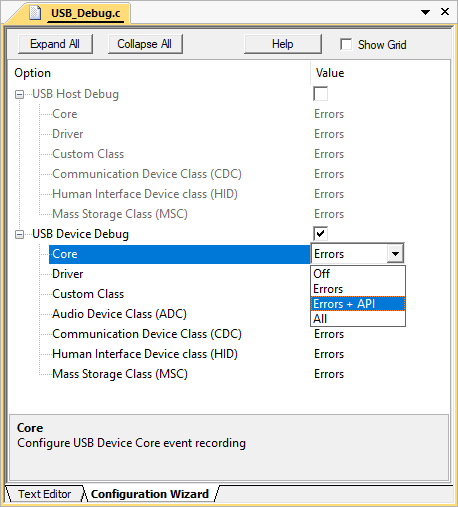 USB_Debug.c
Expand All Collapse All Help Show Grid
Option Value
USB Host Debug
Core Errors
Driver Errors
Custom Class Errors
Communication Device Class (CDC) Errors
Human Interface Device class (HID) Errors
Mass Storage Class (MSC) Errors
USB Device Debug
Core Errors
Driver Off
Custom Class Errors
Errors + API
Audio Device Class (ADC) All
Communication Device Class (CDC) Errors
Human Interface Device class (HID) Errors
Mass Storage Class (MSC) Errors
Core
Configure USB Device Core event recording
Text Editor Configuration Wizard